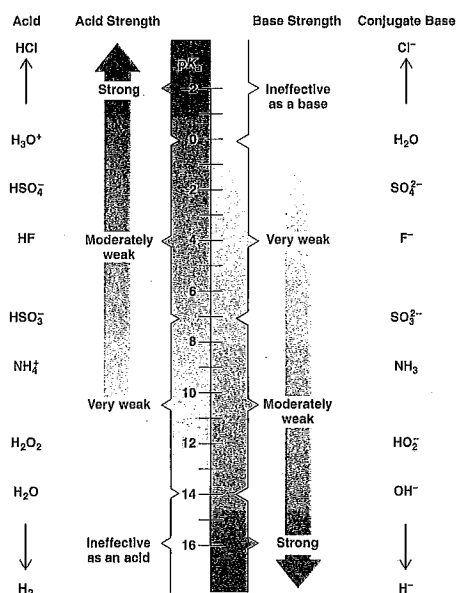 Acid Acid Strength Base Strength Conjugate Base
HCl Cl⁻
pKₐ
Strong -2 Ineffective
as a base
H₃O⁺ 0 H₂O
HSO₄⁻ 2 SO₄²⁻
HF Moderately 4 Very weak F⁻
weak
6
HSO₃⁻ SO₃²⁻
8
NH₄⁺ NH₃
10
Very weak Moderately
weak
H₂O₂ 12 HO₂⁻
H₂O 14 OH⁻
Ineffective 16 Strong
as an acid
H₂ H⁻